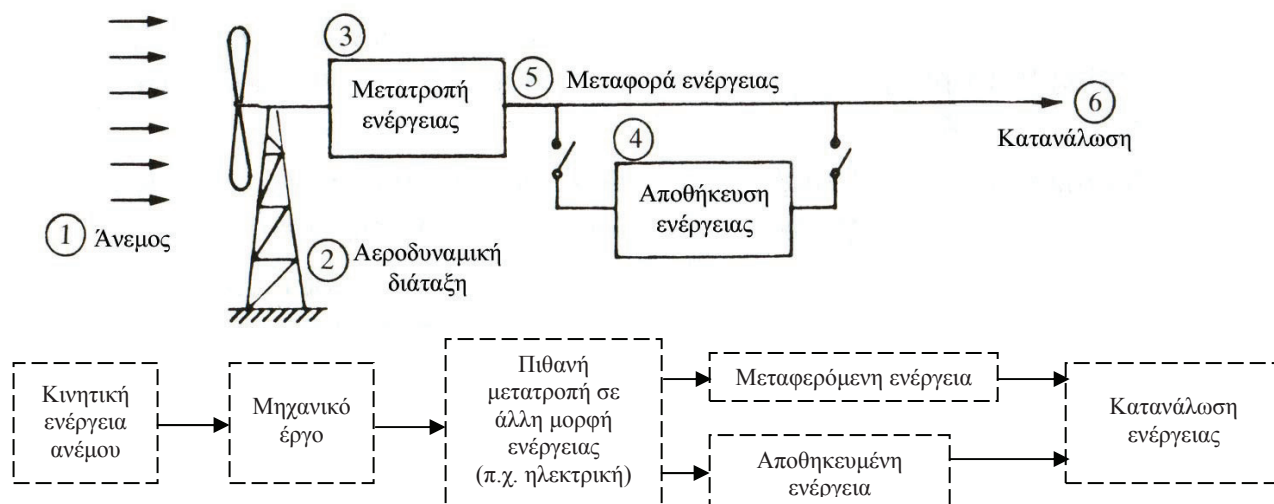 3
Μετατροπή
ενέργειας
5
Μεταφορά ενέργειας
6
Κατανάλωση
4
Αποθήκευση
ενέργειας
1 Άνεμος
2 Αεροδυναμική
διάταξη
Κινητική
ενέργεια
ανέμου
Μηχανικό
έργο
Πιθανή
μετατροπή σε
άλλη μορφή
ενέργειας
(π.χ. ηλεκτρική)
Μεταφερόμενη ενέργεια
Αποθηκευμένη
ενέργεια
Κατανάλωση
ενέργειας